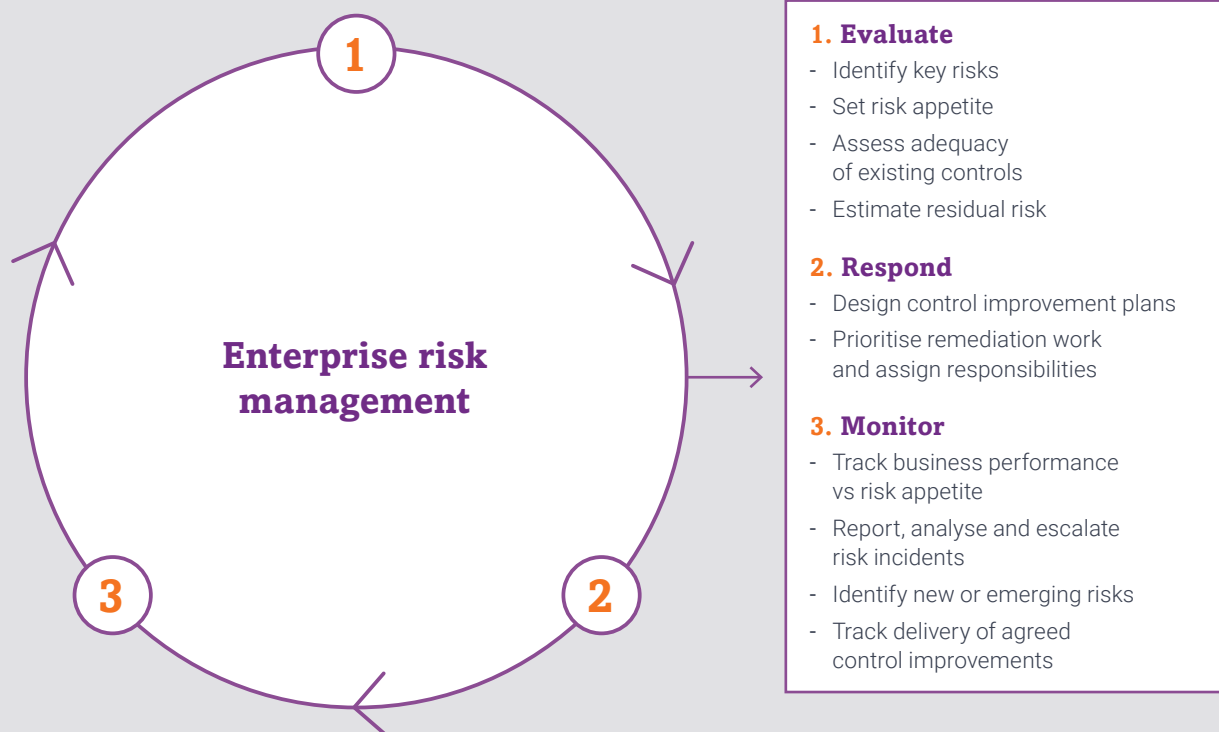 1
Enterprise risk
management
3
2
1. Evaluate
- Identify key risks
- Set risk appetite
- Assess adequacy
of existing controls
- Estimate residual risk
2. Respond
- Design control improvement plans
- Prioritise remediation work
and assign responsibilities
3. Monitor
- Track business performance
vs risk appetite
- Report, analyse and escalate
risk incidents
- Identify new or emerging risks
- Track delivery of agreed
control improvements